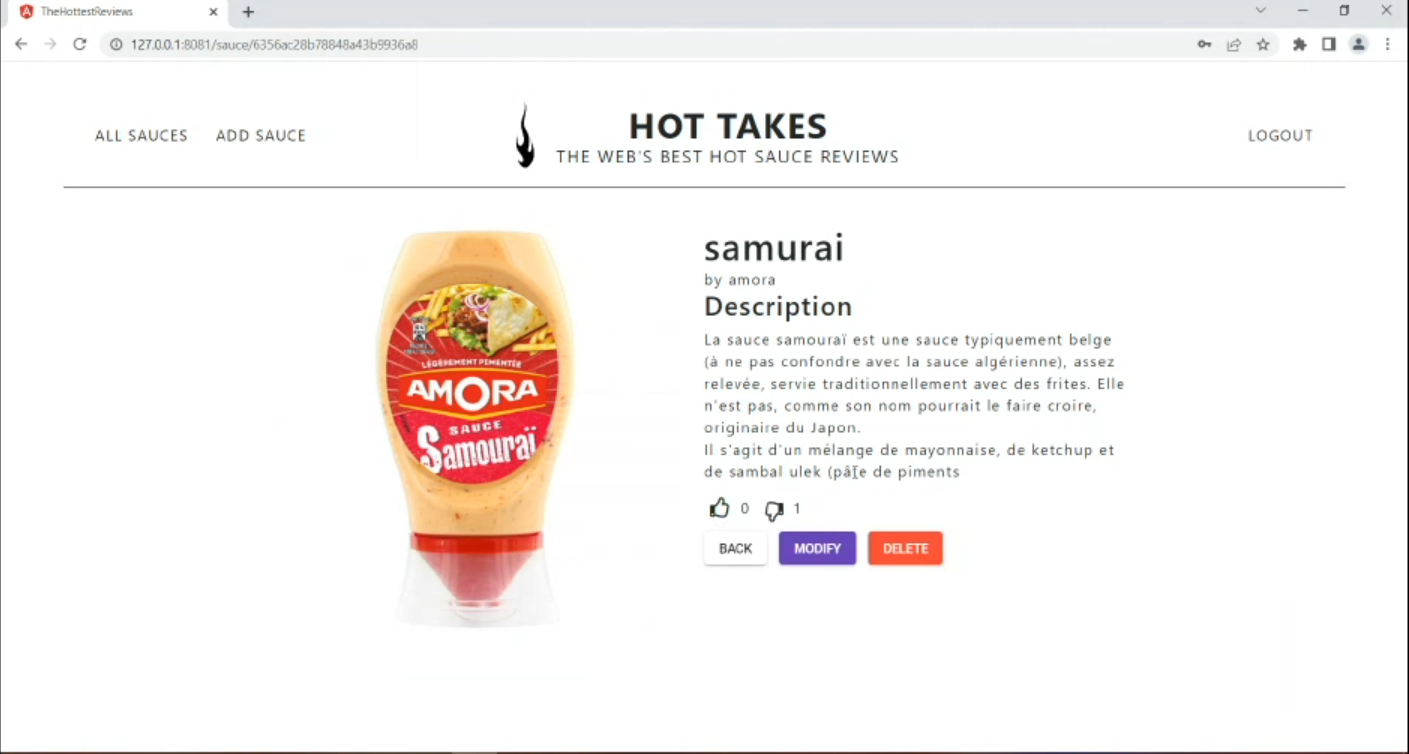 TheHottestReviews
127.0.0.1:8081/sauce/6356ac28b78848a43b9936a8
ALL SAUCES
ADD SAUCE
HOT TAKES
THE WEB'S BEST HOT SAUCE REVIEWS
LOGOUT
LÉGÈREMENT PIMENTÉE
AMORA
SAUCE
Samouraï
samurai
by amora
Description
La sauce samouraï est une sauce typiquement belge
(à ne pas confondre avec la sauce algérienne), assez
relevée, servie traditionnellement avec des frites. Elle
n'est pas, comme son nom pourrait le faire croire,
originaire du Japon.
Il s'agit d'un mélange de mayonnaise, de ketchup et
de sambal ulek (pâte de piments
0
1
BACK
MODIFY
DELETE